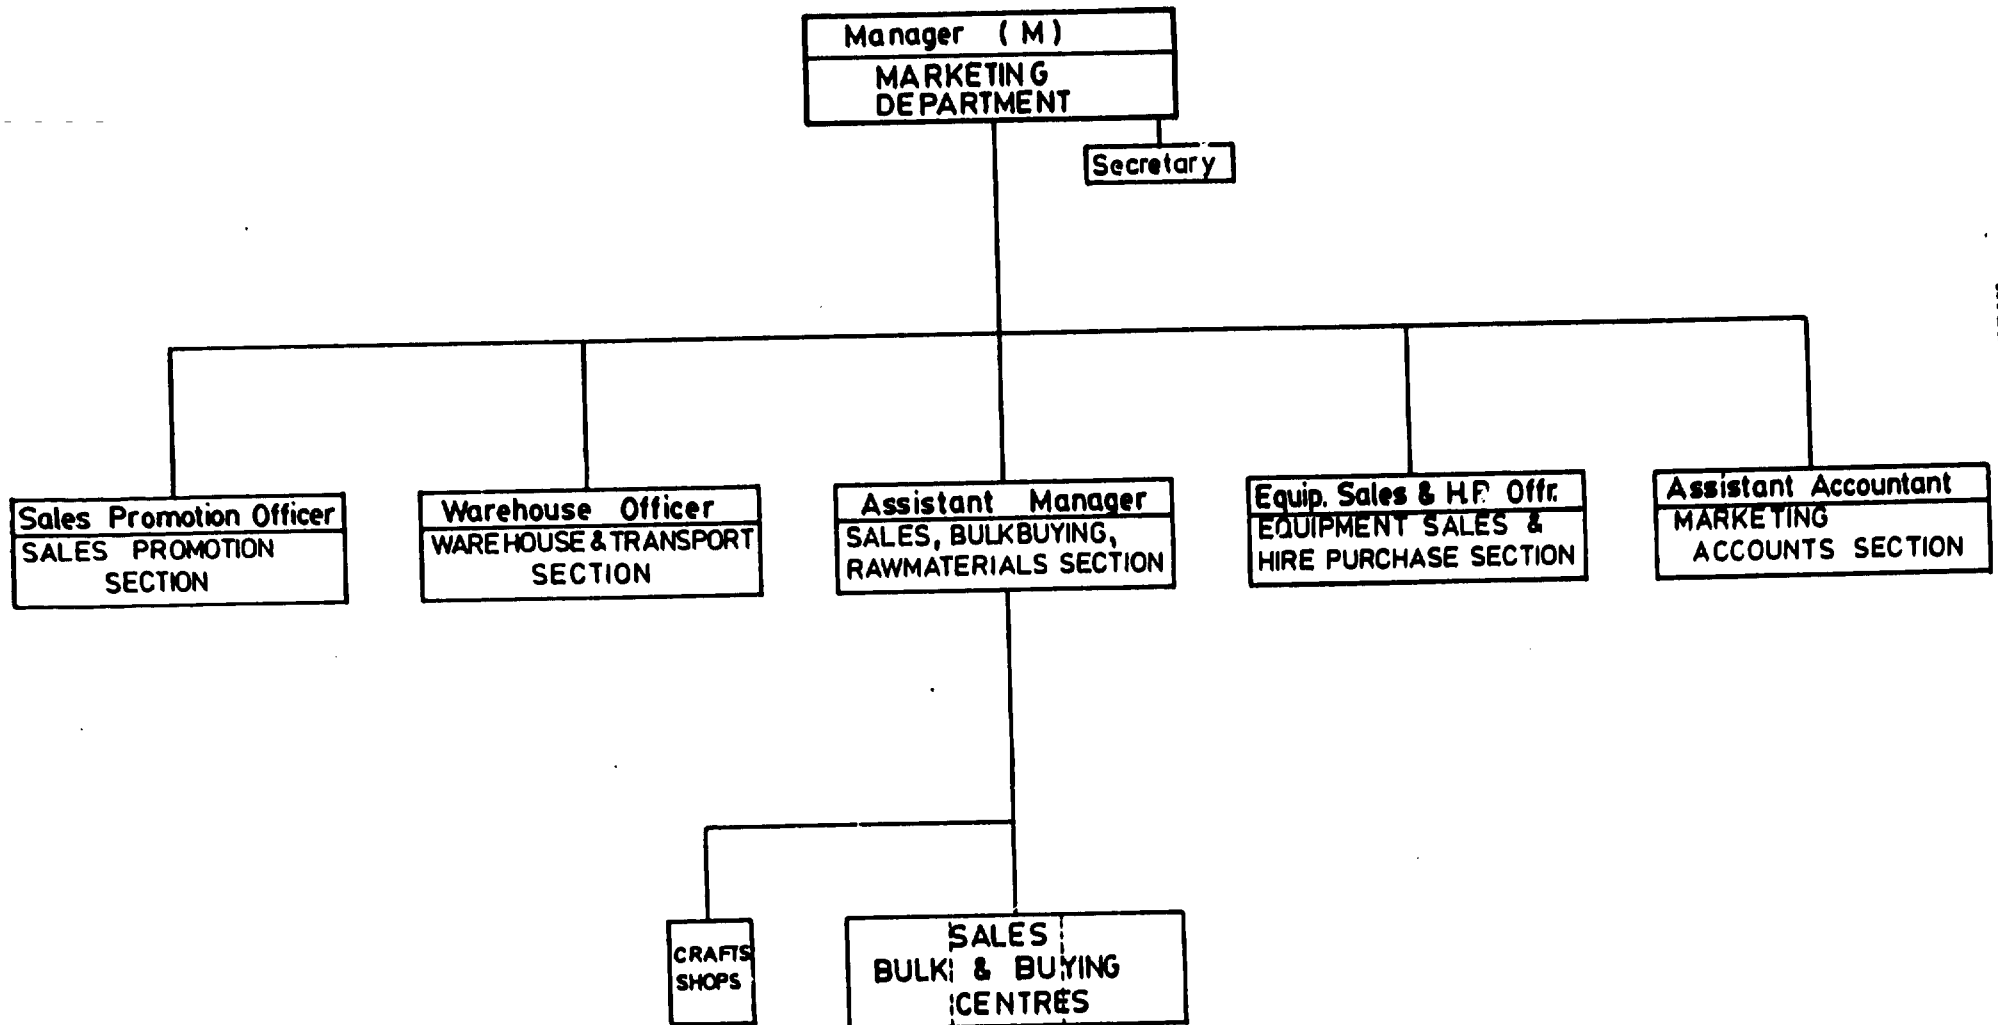 Manager ( M )
MARKETING
DEPARTMENT
Secretary
Sales Promotion Officer
SALES PROMOTION
SECTION
Warehouse Officer
WAREHOUSE & TRANSPORT
SECTION
Assistant Manager
SALES, BULKBUYING,
RAWMATERIALS SECTION
Equip. Sales & H.P. Offr.
EQUIPMENT SALES &
HIRE PURCHASE SECTION
Assistant Accountant
MARKETING
ACCOUNTS SECTION
CRAFTS
SHOPS
SALES
BULK & BUYING
CENTRES